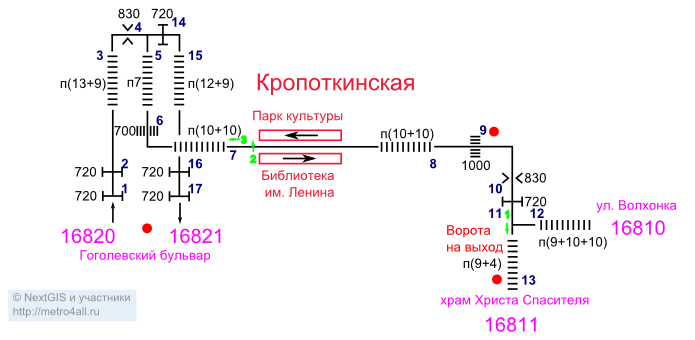 830 720 14
4
3 5 15
п(13+9) п7 п(12+9)
Кропоткинская
Парк культуры
6
700 п(10+10) 3 п(10+10) 9
7 2 8
1000
Библиотека
им. Ленина
2 16
720 720
10 830
1 17
720 720
720
11 1 12
ул. Волхонка
16810
16820 16821
Гоголевский бульвар
Ворота
на выход
п(9+10+10)
п(9+4)
13
храм Христа Спасителя
16811
© NextGIS и участники
http://metro4all.ru